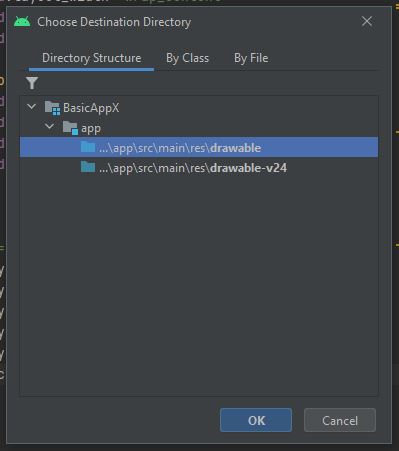 Choose Destination Directory
Directory Structure By Class By File
BasicAppX
app
...\app\src\main\res\drawable
...\app\src\main\res\drawable-v24
OK Cancel